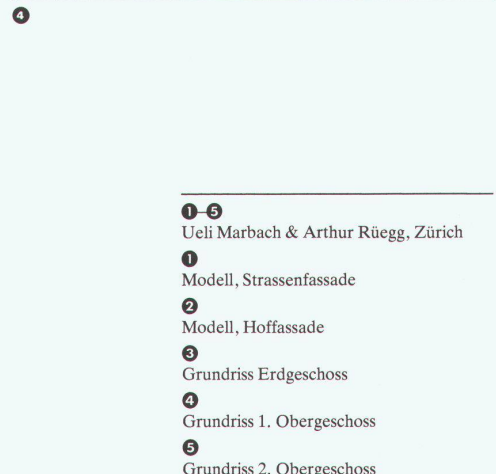 ❹
❶–❺
Ueli Marbach & Arthur Rüegg, Zürich
❶
Modell, Strassenfassade
❷
Modell, Hoffassade
❸
Grundriss Erdgeschoss
❹
Grundriss 1. Obergeschoss
❺
Grundriss 2. Obergeschoss